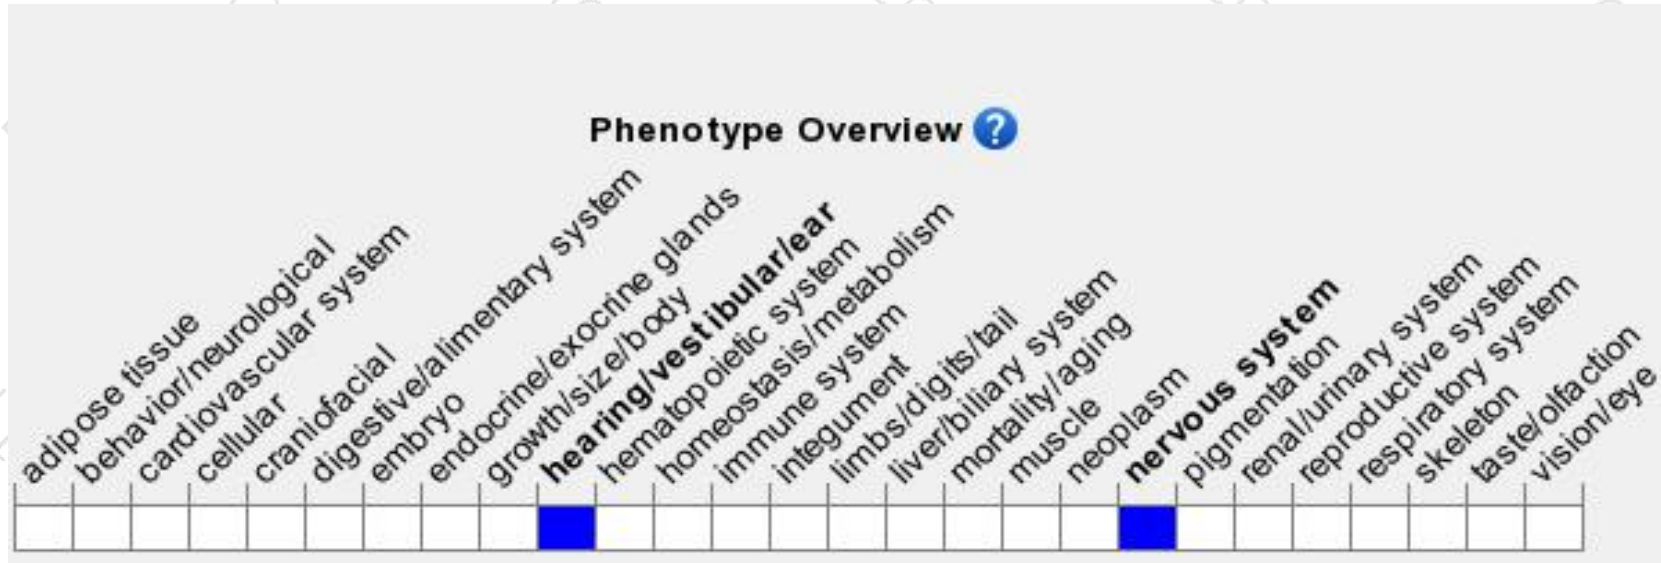 Phenotype Overview ?
adipose tissue
behavior/neurological
cardiovascular system
cellular
craniofacial
digestive/alimentary system
embryo
endocrine/exocrine glands
growth/size/body
hearing/vestibular/ear
hematopoietic system
homeostasis/metabolism
immune system
integument
limbs/digits/tail
liver/biliary system
mortality/aging
muscle
neoplasm
nervous system
pigmentation
renal/urinary system
reproductive system
respiratory system
skeleton
taste/olfaction
vision/eye